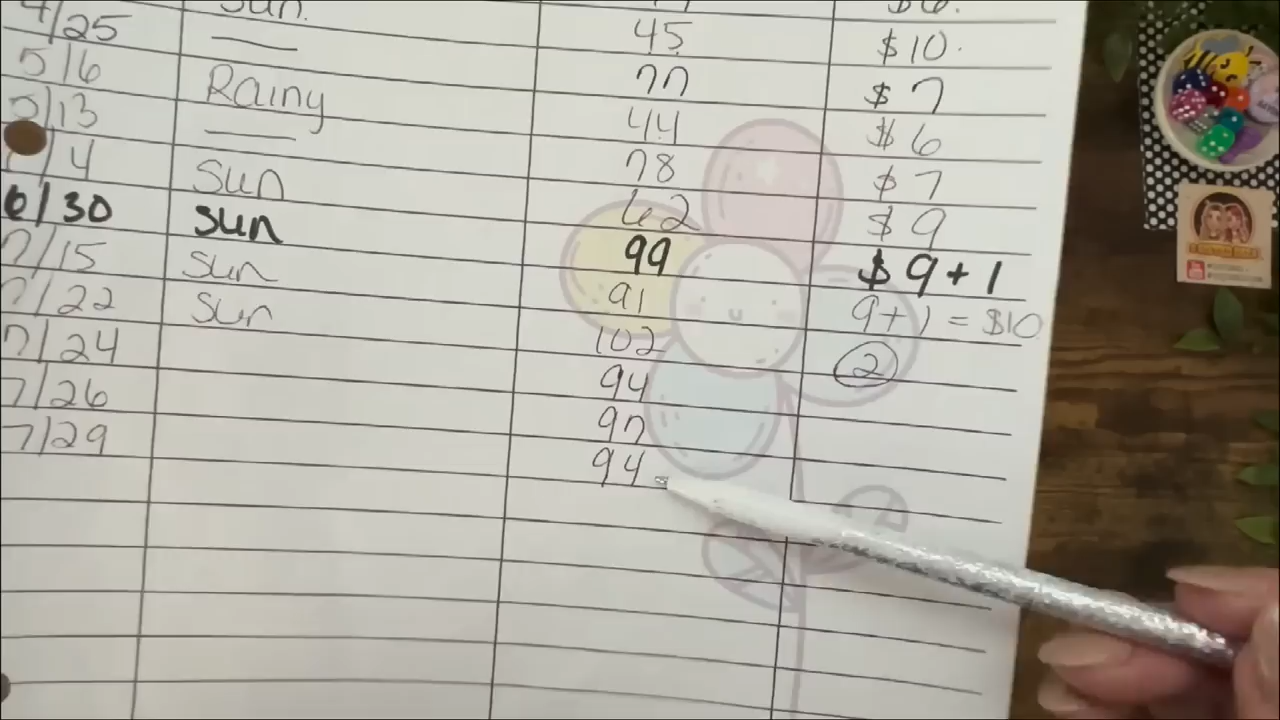 $6.
Sun. 45 $10.
4/25 —— 77 $7
5/6 Rainy 44 $6
5/13 —— 78 $7
/4 Sun 62 $9
6/30 Sun 99 $9+1
7/15 Sun 91 9+1=$10
7/22 Sun 102 2
7/24 94
7/26 97
7/29 94